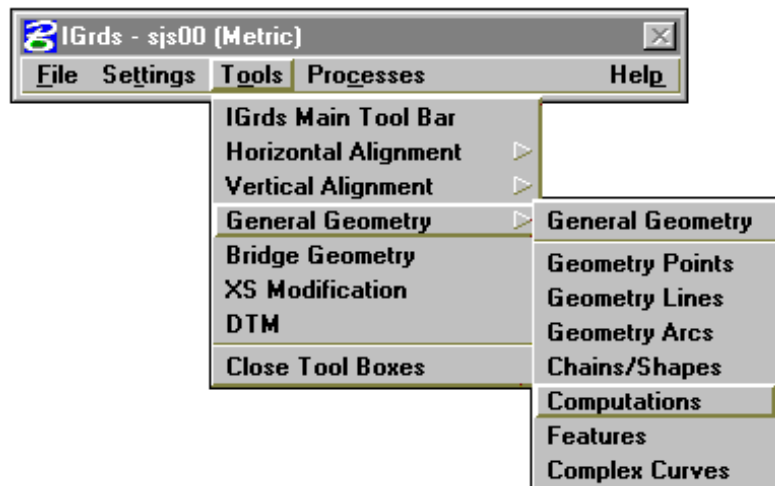 IGrds - sjs00 (Metric)
File Settings Tools Processes Help
IGrds Main Tool Bar
Horizontal Alignment
Vertical Alignment
General Geometry
Bridge Geometry
XS Modification
DTM
Close Tool Boxes
General Geometry
Geometry Points
Geometry Lines
Geometry Arcs
Chains/Shapes
Computations
Features
Complex Curves